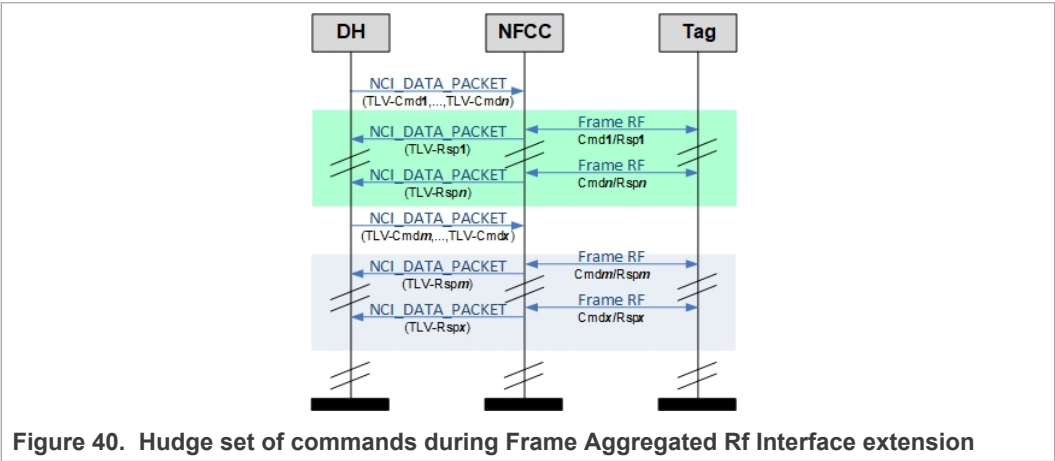 DH NFCC Tag
NCI_DATA_PACKET
(TLV-Cmd1,...,TLV-Cmdn)
NCI_DATA_PACKET Frame RF
(TLV-Rsp1) Cmd1/Rsp1
NCI_DATA_PACKET Frame RF
(TLV-Rspn) Cmdn/Rspn
NCI_DATA_PACKET
(TLV-Cmdm,...,TLV-Cmdx)
NCI_DATA_PACKET Frame RF
(TLV-Rspm) Cmdm/Rspm
NCI_DATA_PACKET Frame RF
(TLV-Rspx) Cmdx/Rspx
Figure 40. Hudge set of commands during Frame Aggregated Rf Interface extension